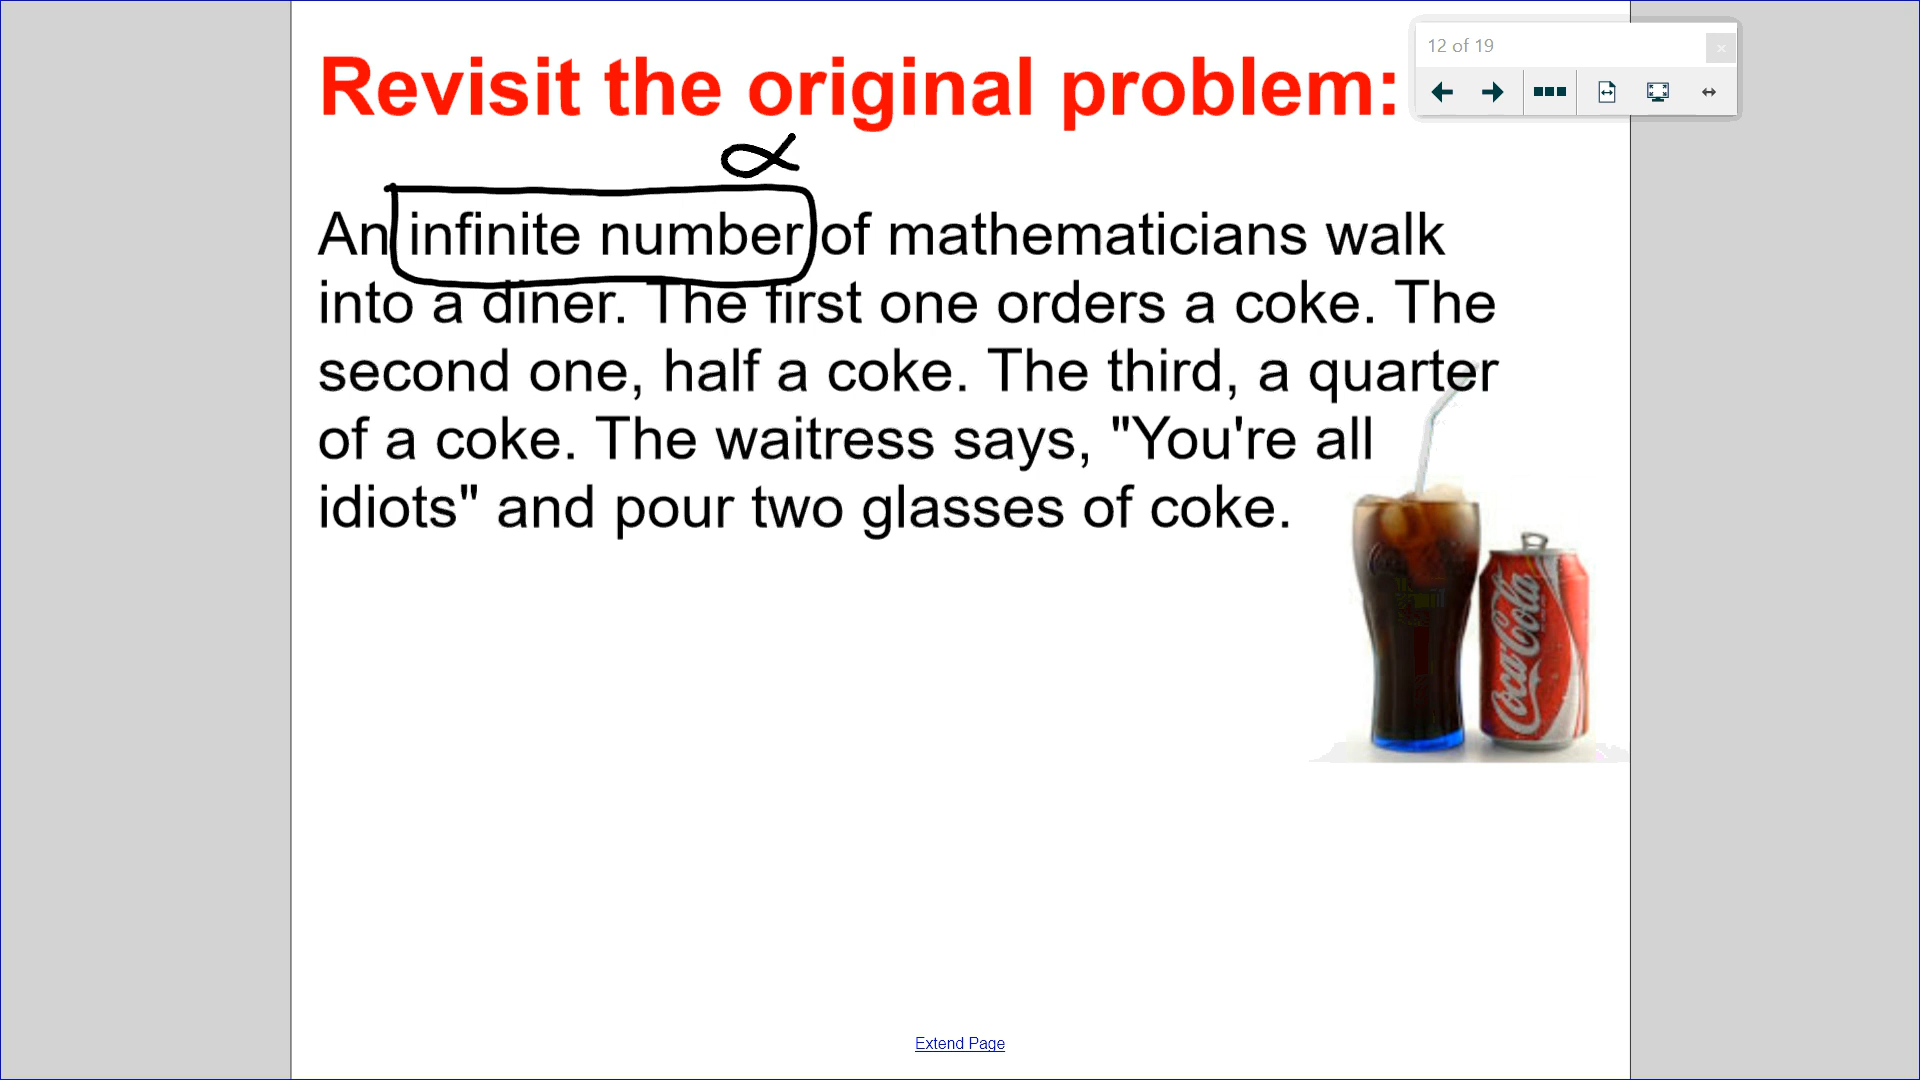 12 of 19
Revisit the original problem:
∝
An infinite number of mathematicians walk
into a diner. The first one orders a coke. The
second one, half a coke. The third, a quarter
of a coke. The waitress says, "You're all
idiots" and pour two glasses of coke.
Coca-Cola
Extend Page